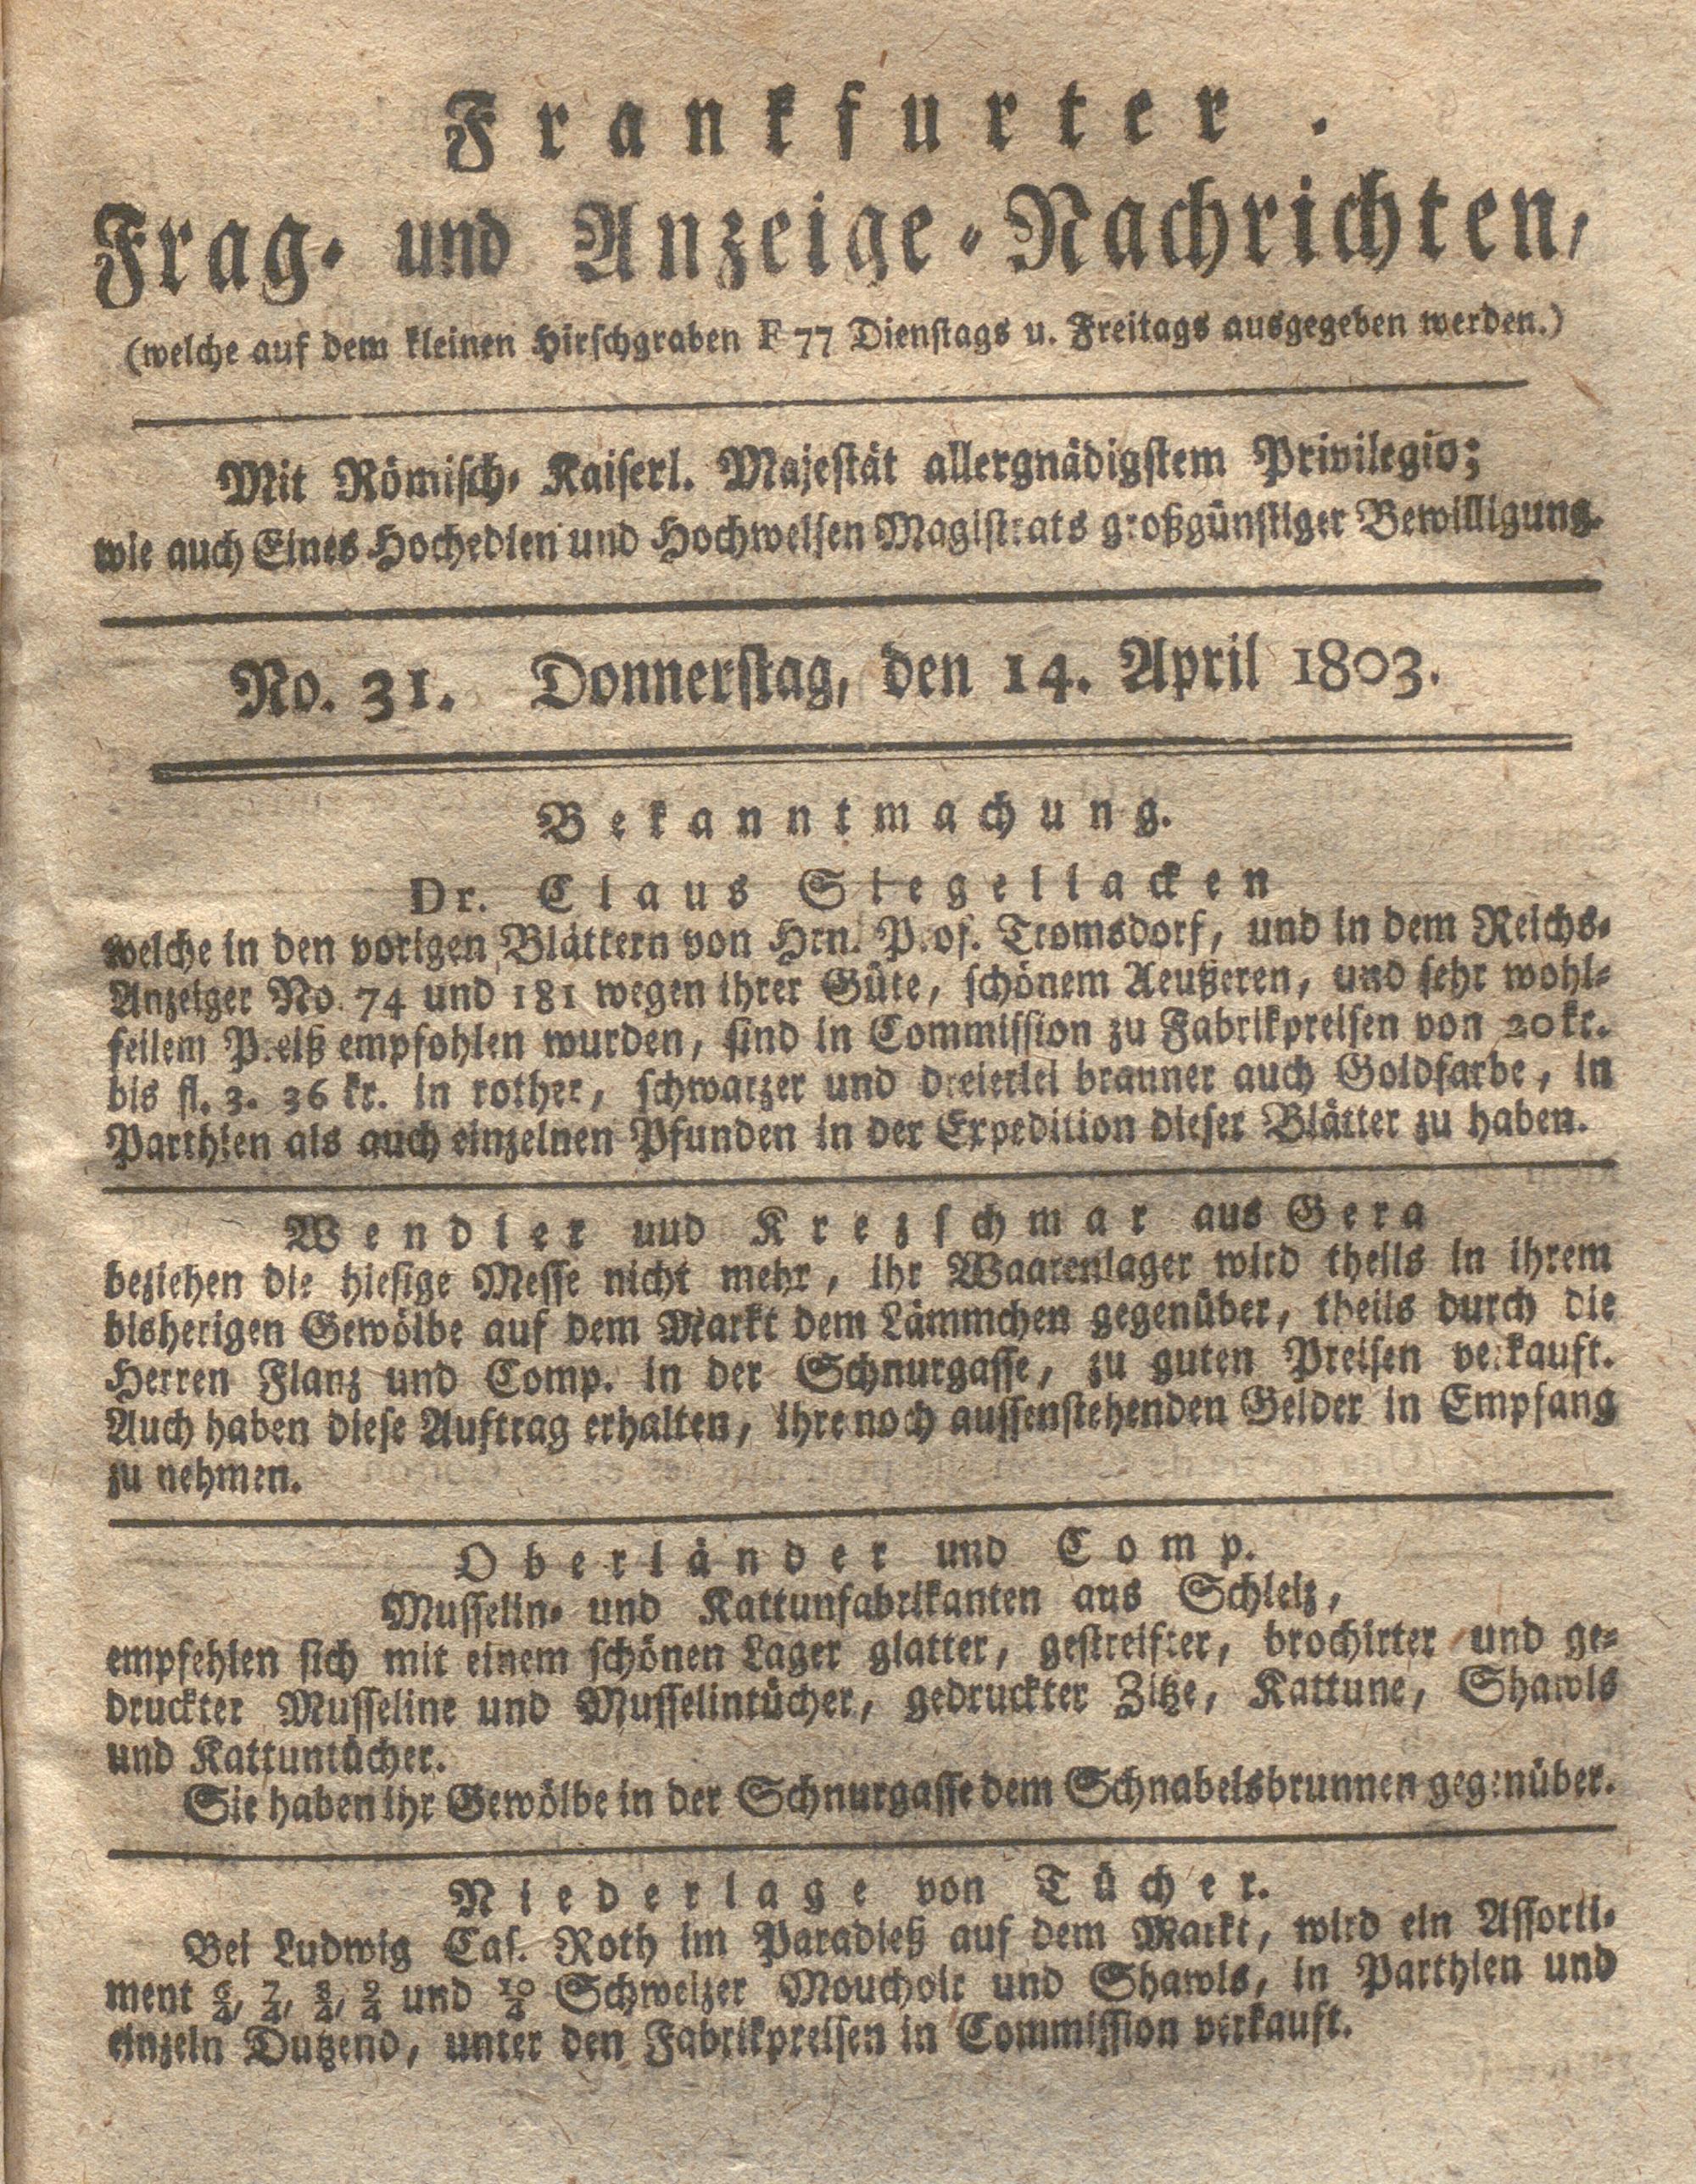 Frankfurter.
Frag- und Anzeige-Nachrichten,
(welche auf dem kleinen Hirschgraben F 77 Dienstags u. Freitags ausgegeben werden.)
Mit Römisch- Kaiserl. Majestät allergnädigstem Privilegio;
wie auch Eines Hochedlen und Hochweisen Magistrats großgünstiger Bewilligung.
No. 31. Donnerstag, den 14. April 1803.
Bekanntmachung.
Dr. Claus Siegellacken
welche in den vorigen Blättern von Hrn. Prof. Tromsdorf, und in dem Reichs-
Anzeiger No. 74 und 181 wegen ihrer Güte, schönem Aeußeren, und sehr wohl-
feilem Preiß empfohlen wurden, sind in Commission zu Fabrikpreisen von 20 kr.
bis fl. 3. 36 kr. in rother, schwarzer und dreierlei branner auch Goldfarbe, in
Parthien als auch einzelnen Pfunden in der Expedition dieser Blätter zu haben.
Wendler und Krezschmar aus Gera
beziehen die hiesige Messe nicht mehr, ihr Waarenlager wird theils in ihrem
bisherigen Gewölbe auf dem Markt dem Lämmchen gegenüber, theils durch die
Herren Flanz und Comp. in der Schnurgasse, zu guten Preisen verkauft.
Auch haben diese Auftrag erhalten, ihre noch aussenstehenden Gelder in Empfang
zu nehmen.
Oberländer und Comp.
Musselin- und Kattunfabrikanten aus Schleiz,
empfehlen sich mit einem schönen Lager glatter, gestreifter, brochirter und ge-
druckter Musseline und Musselintücher, gedruckter Zitze, Kattune, Shawls
und Kattuntücher.
Sie haben ihr Gewölbe in der Schnurgasse dem Schnabelsbrunnen gegenüber.
Niederlage von Tücher.
Bei Ludwig Cas. Roth im Paradieß auf dem Markt, wird ein Assorti-
ment 6/4, 7/4, 8/4, 9/4 und 10/4 Schweizer Mouchoir und Shawls, in Parthien und
einzeln Dutzend, unter den Fabrikpreisen in Commission verkauft.